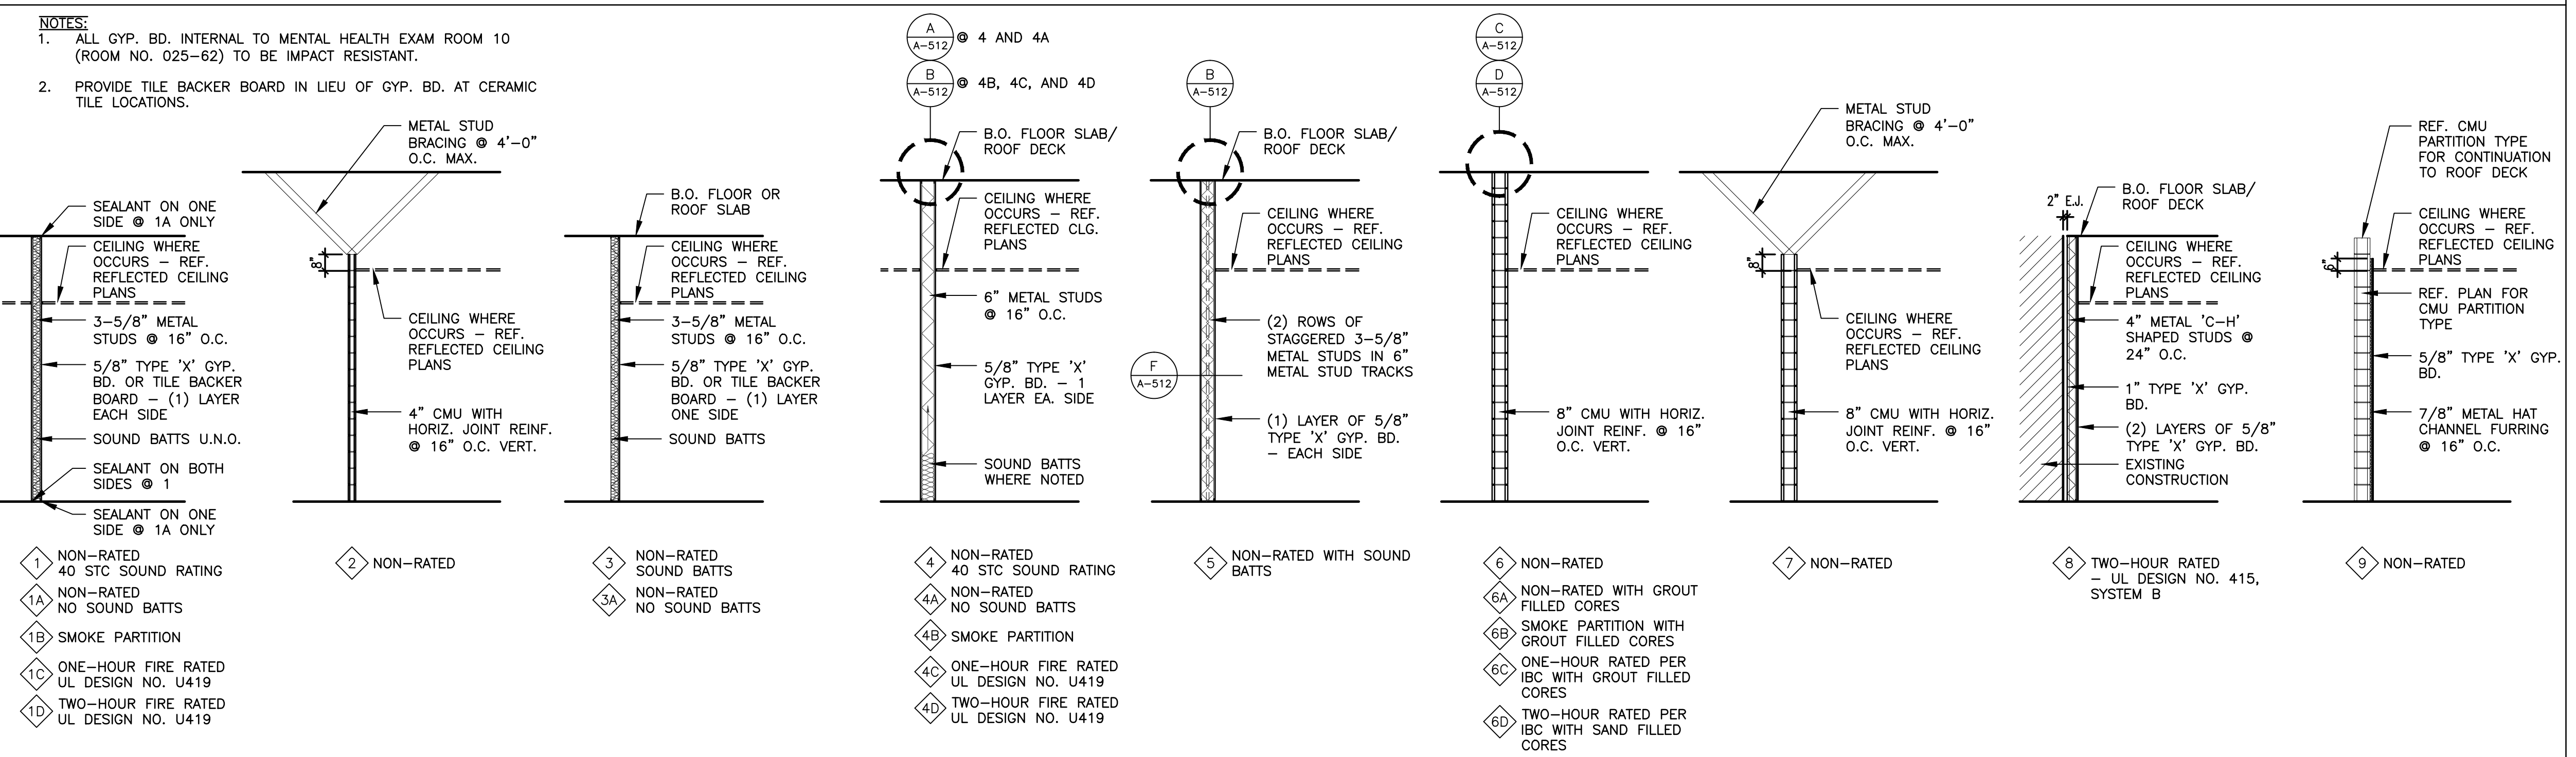 NOTES:
1. ALL GYP. BD. INTERNAL TO MENTAL HEALTH EXAM ROOM 10
(ROOM NO. 025-62) TO BE IMPACT RESISTANT.
2. PROVIDE TILE BACKER BOARD IN LIEU OF GYP. BD. AT CERAMIC
TILE LOCATIONS.
SEALANT ON ONE
SIDE @ 1A ONLY
CEILING WHERE
OCCURS – REF.
REFLECTED CEILING
PLANS
3-5/8" METAL
STUDS @ 16" O.C.
5/8" TYPE 'X' GYP.
BD. OR TILE BACKER
BOARD – (1) LAYER
EACH SIDE
SOUND BATTS U.N.O.
SEALANT ON BOTH
SIDES @ 1
SEALANT ON ONE
SIDE @ 1A ONLY
1 NON-RATED
40 STC SOUND RATING
1A NON-RATED
NO SOUND BATTS
1B SMOKE PARTITION
1C ONE-HOUR FIRE RATED
UL DESIGN NO. U419
1D TWO-HOUR FIRE RATED
UL DESIGN NO. U419
METAL STUD
BRACING @ 4'-0"
O.C. MAX.
8"
CEILING WHERE
OCCURS – REF.
REFLECTED CEILING
PLANS
4" CMU WITH
HORIZ. JOINT REINF.
@ 16" O.C. VERT.
2 NON-RATED
B.O. FLOOR OR
ROOF SLAB
CEILING WHERE
OCCURS – REF.
REFLECTED CEILING
PLANS
3-5/8" METAL
STUDS @ 16" O.C.
5/8" TYPE 'X' GYP.
BD. OR TILE BACKER
BOARD – (1) LAYER
ONE SIDE
SOUND BATTS
3 NON-RATED
SOUND BATTS
3A NON-RATED
NO SOUND BATTS
A
A-512
@ 4 AND 4A
B
A-512
@ 4B, 4C, AND 4D
B.O. FLOOR SLAB/
ROOF DECK
CEILING WHERE
OCCURS – REF.
REFLECTED CLG.
PLANS
6" METAL STUDS
@ 16" O.C.
5/8" TYPE 'X'
GYP. BD. – 1
LAYER EA. SIDE
SOUND BATTS
WHERE NOTED
4 NON-RATED
40 STC SOUND RATING
4A NON-RATED
NO SOUND BATTS
4B SMOKE PARTITION
4C ONE-HOUR FIRE RATED
UL DESIGN NO. U419
4D TWO-HOUR FIRE RATED
UL DESIGN NO. U419
B
A-512
B.O. FLOOR SLAB/
ROOF DECK
CEILING WHERE
OCCURS – REF.
REFLECTED CEILING
PLANS
(2) ROWS OF
STAGGERED 3-5/8"
METAL STUDS IN 6"
METAL STUD TRACKS
F
A-512
(1) LAYER OF 5/8"
TYPE 'X' GYP. BD.
– EACH SIDE
5 NON-RATED WITH SOUND
BATTS
C
A-512
D
A-512
CEILING WHERE
OCCURS – REF.
REFLECTED CEILING
PLANS
8" CMU WITH HORIZ.
JOINT REINF. @ 16"
O.C. VERT.
6 NON-RATED
6A NON-RATED WITH GROUT
FILLED CORES
6B SMOKE PARTITION WITH
GROUT FILLED CORES
6C ONE-HOUR RATED PER
IBC WITH GROUT FILLED
CORES
6D TWO-HOUR RATED PER
IBC WITH SAND FILLED
CORES
METAL STUD
BRACING @ 4'-0"
O.C. MAX.
8"
CEILING WHERE
OCCURS – REF.
REFLECTED CEILING
PLANS
8" CMU WITH HORIZ.
JOINT REINF. @ 16"
O.C. VERT.
7 NON-RATED
2" E.J.
B.O. FLOOR SLAB/
ROOF DECK
CEILING WHERE
OCCURS – REF.
REFLECTED CEILING
PLANS
4" METAL 'C-H'
SHAPED STUDS @
24" O.C.
1" TYPE 'X' GYP.
BD.
(2) LAYERS OF 5/8"
TYPE 'X' GYP. BD.
EXISTING
CONSTRUCTION
8 TWO-HOUR RATED
– UL DESIGN NO. 415,
SYSTEM B
REF. CMU
PARTITION TYPE
FOR CONTINUATION
TO ROOF DECK
CEILING WHERE
OCCURS – REF.
REFLECTED CEILING
PLANS
6"
REF. PLAN FOR
CMU PARTITION
TYPE
5/8" TYPE 'X' GYP.
BD.
7/8" METAL HAT
CHANNEL FURRING
@ 16" O.C.
9 NON-RATED